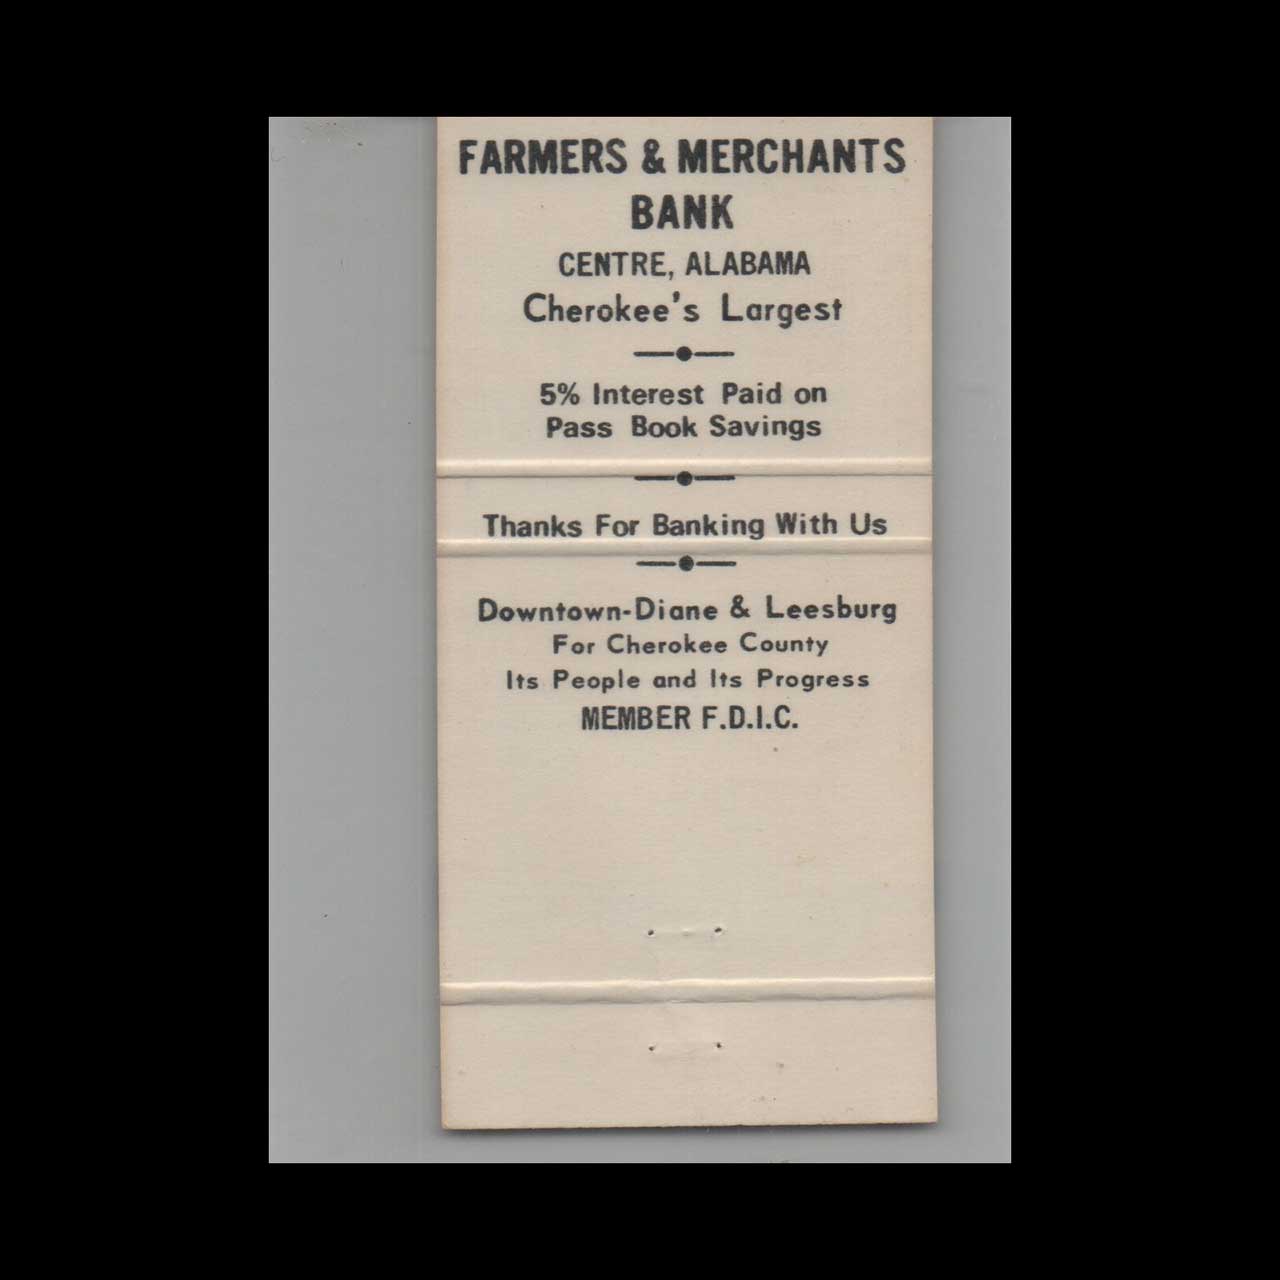 FARMERS & MERCHANTS
BANK
CENTRE, ALABAMA
Cherokee's Largest
5% Interest Paid on
Pass Book Savings
Thanks For Banking With Us
Downtown-Diane & Leesburg
For Cherokee County
Its People and Its Progress
MEMBER F.D.I.C.